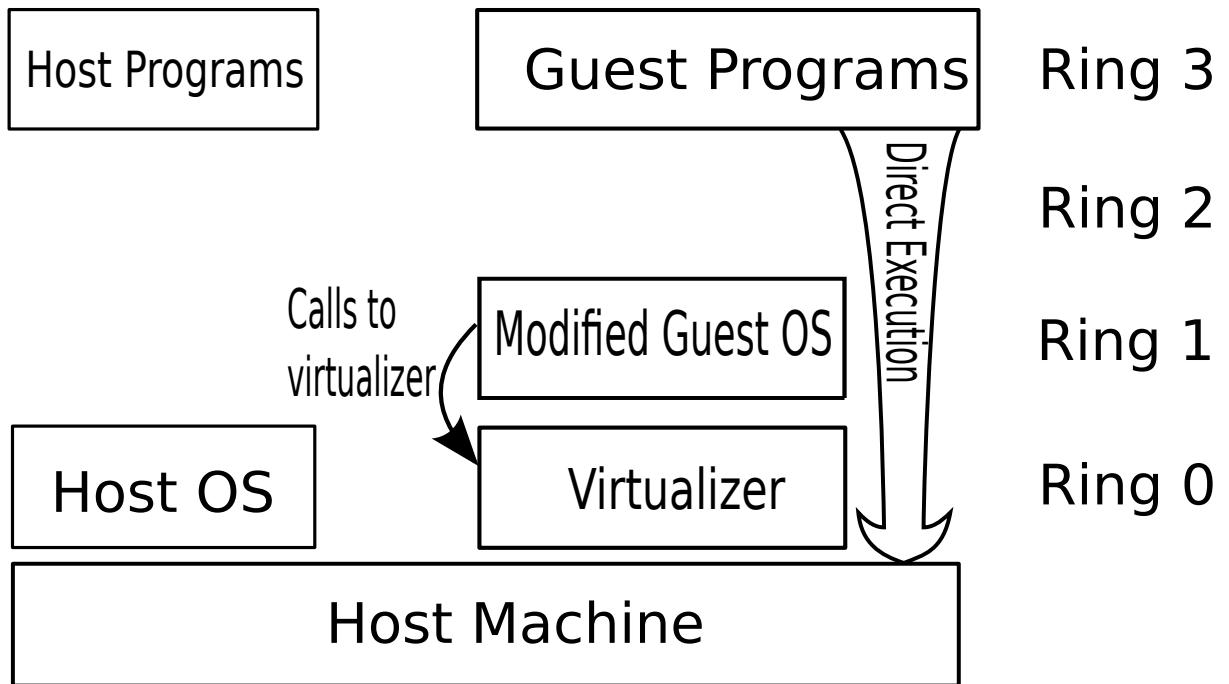 Host Programs
Guest Programs
Ring 3
Direct Execution
Ring 2
Calls to
virtualizer
Modified Guest OS
Ring 1
Host OS
Virtualizer
Ring 0
Host Machine